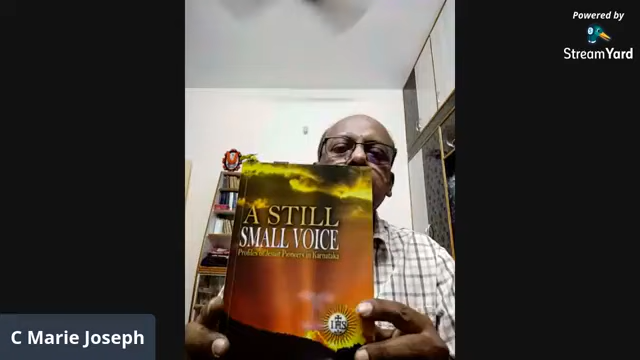 Powered by
StreamYard
A STILL
SMALL VOICE
Profiles of Jesuit Pioneers in Karnataka
IHS
C Marie Joseph